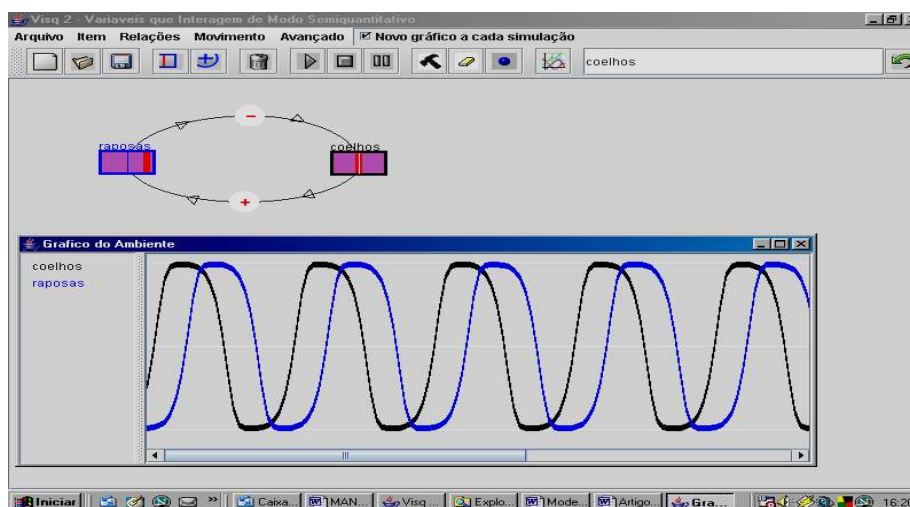 Visq 2 - Variaveis que Interagem de Modo Semiquantitativo
Arquivo Item Relações Movimento Avançado Novo gráfico a cada simulação
coelhos
−
raposas coelhos
+
Grafico do Ambiente
coelhos
raposas
Iniciar » Caixa... MAN... Visq ... Explo... Mode... Artigo... Gra... 16:20